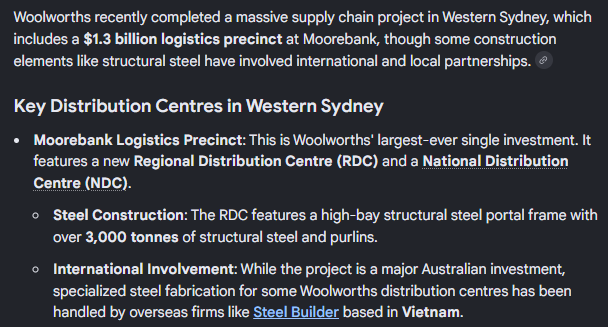 Woolworths recently completed a massive supply chain project in Western Sydney, which
includes a $1.3 billion logistics precinct at Moorebank, though some construction
elements like structural steel have involved international and local partnerships.
Key Distribution Centres in Western Sydney
• Moorebank Logistics Precinct: This is Woolworths' largest-ever single investment. It
features a new Regional Distribution Centre (RDC) and a National Distribution
Centre (NDC).
◦ Steel Construction: The RDC features a high-bay structural steel portal frame with
over 3,000 tonnes of structural steel and purlins.
◦ International Involvement: While the project is a major Australian investment,
specialized steel fabrication for some Woolworths distribution centres has been
handled by overseas firms like Steel Builder based in Vietnam.